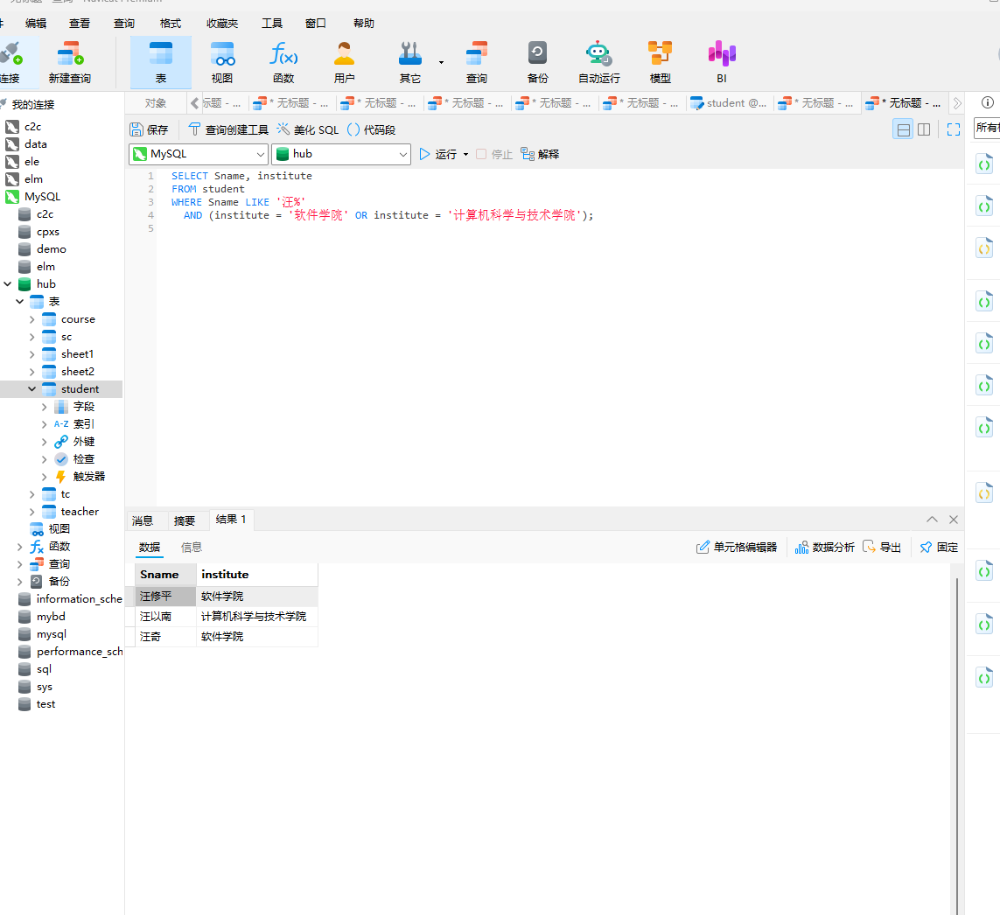 无标题 - 查询 - Navicat Premium
编辑 查看 查询 格式 收藏夹 工具 窗口 帮助
连接 新建查询 表 视图 函数 用户 其它 查询 备份 自动运行 模型 BI
我的连接 对象 标题 - ... * 无标题 - ... * 无标题 - ... * 无标题 - ... * 无标题 - ... * 无标题 - ... student @... * 无标题 - ... * 无标题 - ...
保存 查询创建工具 美化 SQL () 代码段
所有
MySQL hub 运行 停止 解释
1 SELECT Sname, institute
2 FROM student
3 WHERE Sname LIKE '汪%'
4 AND (institute = '软件学院' OR institute = '计算机科学与技术学院');
5
c2c
data
ele
elm
MySQL
c2c
cpxs
demo
elm
hub
表
course
sc
sheet1
sheet2
student
字段
A-Z 索引
外键
检查
触发器
tc
teacher
视图
函数
查询
备份
information_sche
mybd
mysql
performance_sch
sql
sys
test
消息 摘要 结果 1
数据 信息 单元格编辑器 数据分析 导出 固定
Sname institute
汪修平 软件学院
汪以南 计算机科学与技术学院
汪奇 软件学院